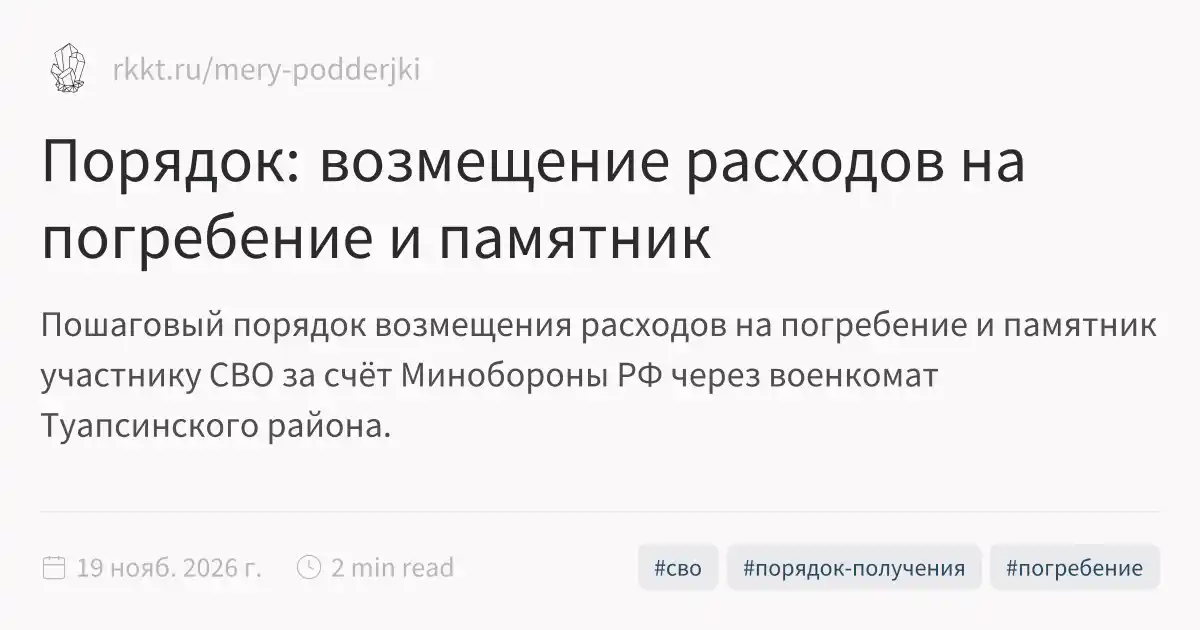 rkkt.ru/mery-podderjki
Порядок: возмещение расходов на
погребение и памятник
Пошаговый порядок возмещения расходов на погребение и памятник
участнику СВО за счёт Минобороны РФ через военкомат
Туапсинского района.
19 нояб. 2026 г. 2 min read #сво #порядок-получения #погребение